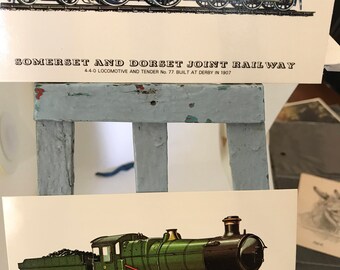 SOMERSET AND DORSET JOINT RAILWAY
4-4-0 LOCOMOTIVE AND TENDER No. 77 BUILT AT DERBY IN 1907